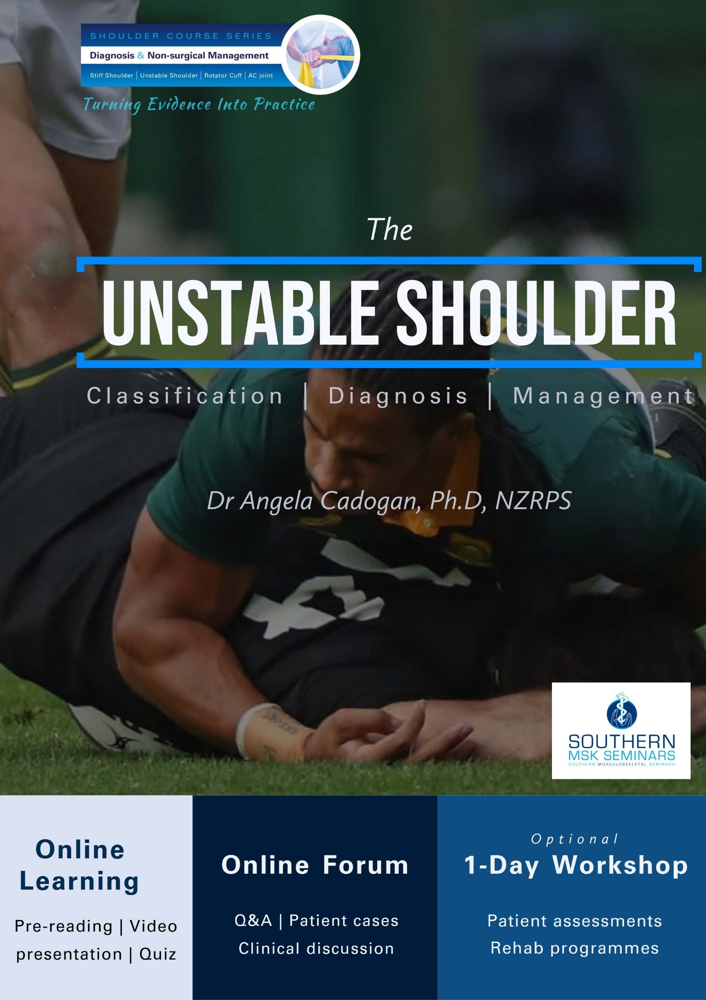 SHOULDER COURSE SERIES
Diagnosis & Non-surgical Management
Stiff Shoulder | Unstable Shoulder | Rotator Cuff | AC joint
Turning Evidence Into Practice
The
UNSTABLE SHOULDER
Classification | Diagnosis | Management
Dr Angela Cadogan, Ph.D, NZRPS
SOUTHERN
MSK SEMINARS
SOUTHERN MUSCULOSKELETAL SEMINARS
Online
Learning
Pre-reading | Video
presentation | Quiz
Online Forum
Q&A | Patient cases
Clinical discussion
Optional
1-Day Workshop
Patient assessments
Rehab programmes